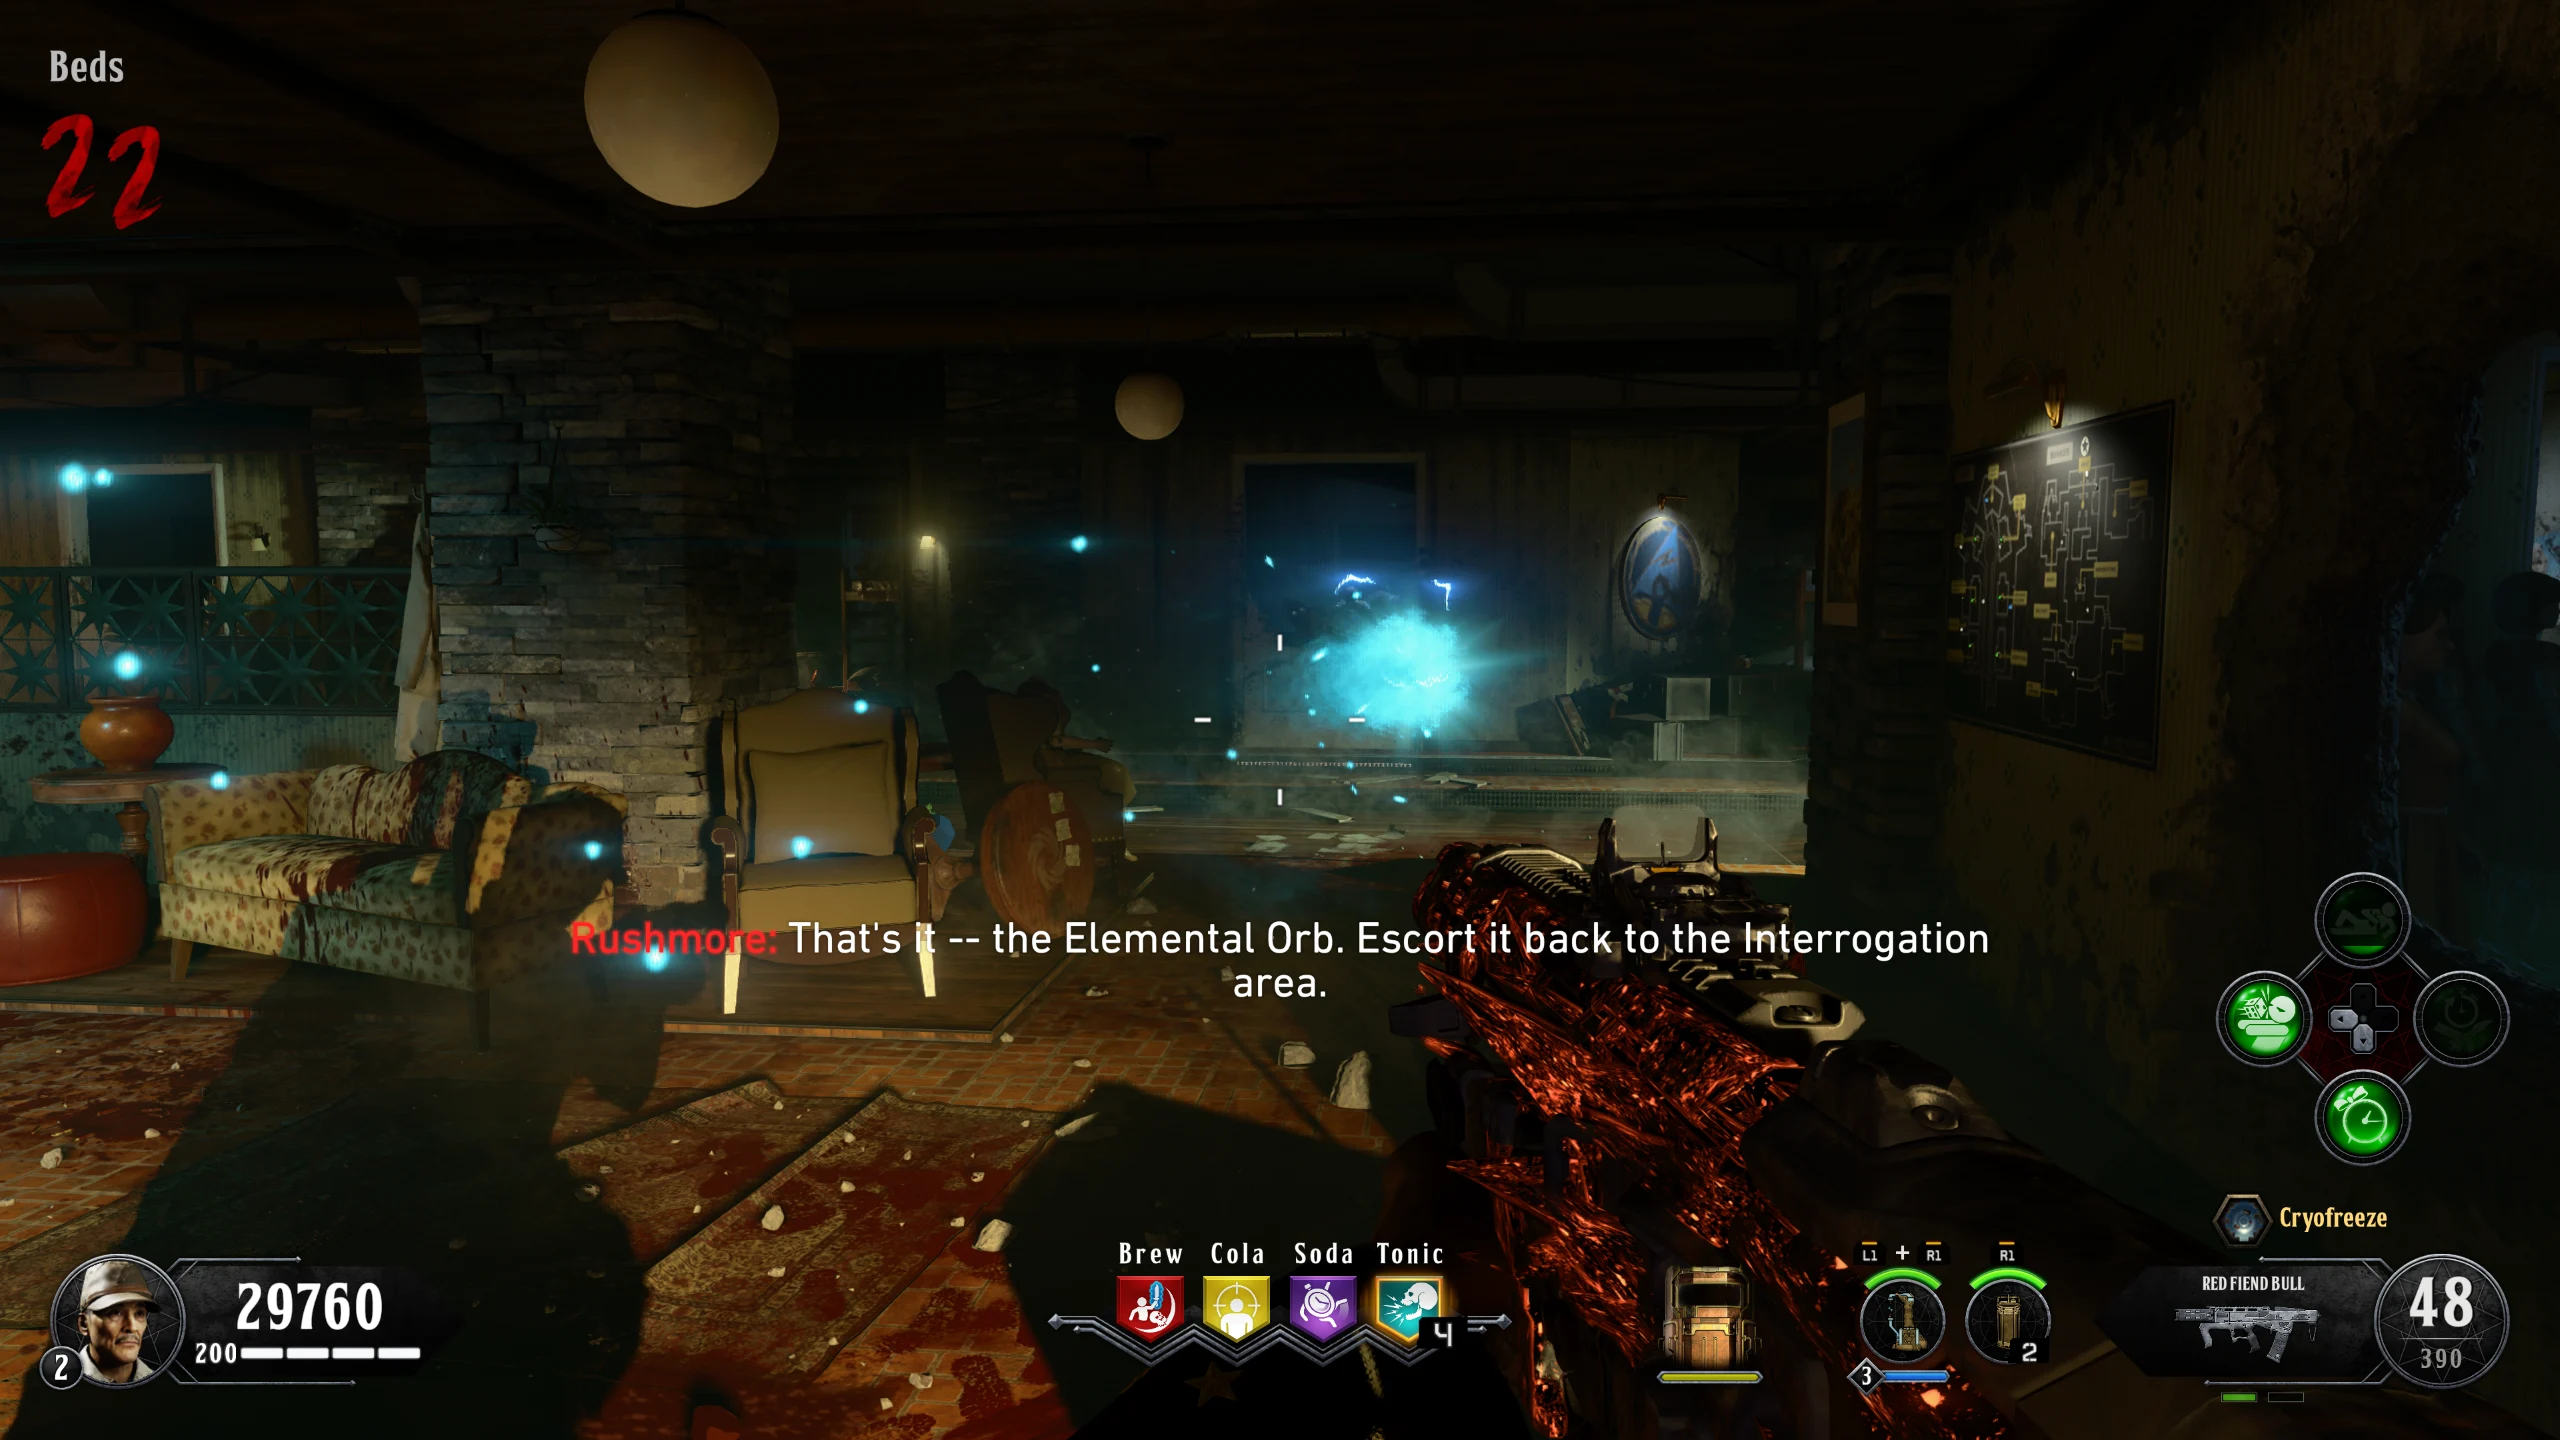 Beds
22
Rushmore: That's it -- the Elemental Orb. Escort it back to the Interrogation
area.
Cryofreeze
Brew Cola Soda Tonic
4
L1 + R1
R1
RED FIEND BULL
48
390
29760
200
2
3
2